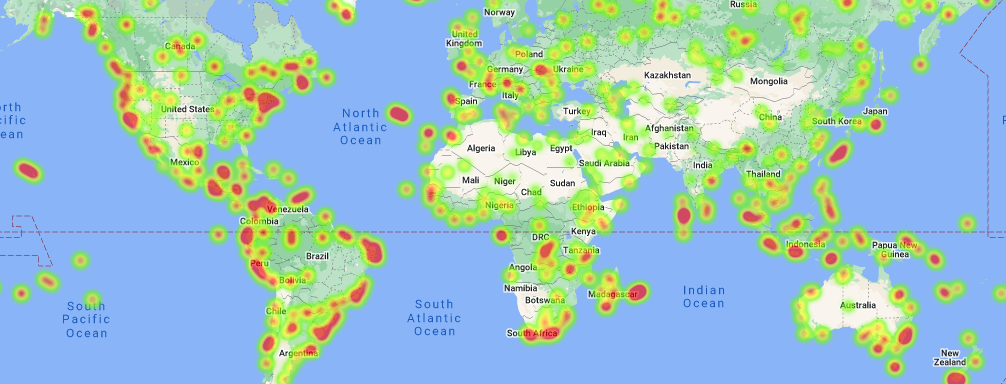 Norway
Russia
United
Kingdom
Canada
Poland
Germany
Ukraine
Kazakhstan
Mongolia
France
Italy
United States
Spain
Turkey
North
Atlantic
Ocean
China
South Korea
Japan
Iraq
Iran
Afghanistan
Pakistan
Algeria
Libya
Egypt
Mexico
Saudi Arabia
India
Thailand
Mali
Niger
Chad
Sudan
Nigeria
Ethiopia
Venezuela
Colombia
DRC
Kenya
Tanzania
Indonesia
Papua New
Guinea
Brazil
Peru
Angola
Bolivia
Namibia
Botswana
Madagascar
Indian
Ocean
Australia
South
Pacific
Ocean
South
Atlantic
Ocean
Chile
South Africa
Argentina
New
Zealand